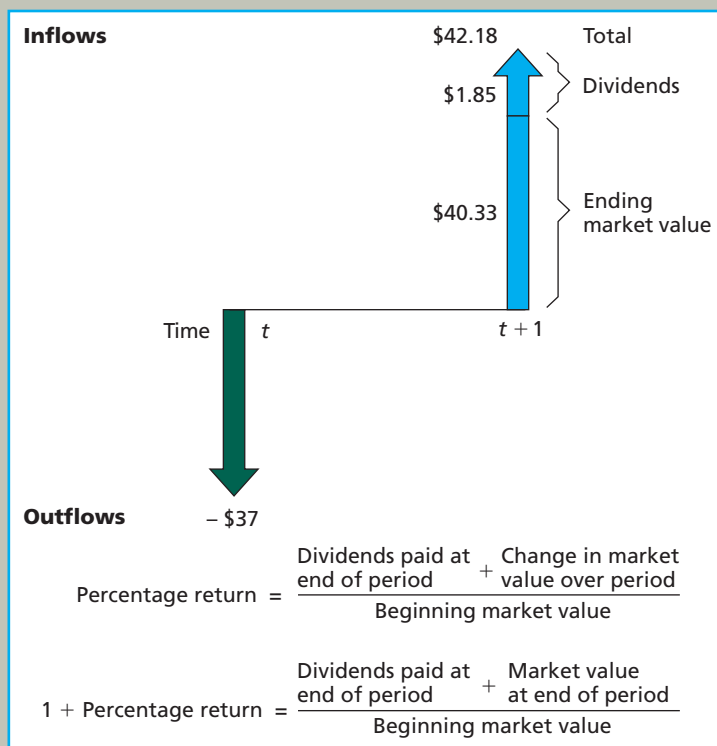 Inflows
$42.18 Total
$1.85 Dividends
$40.33 Ending
market value
Time t t + 1
Outflows – $37
Percentage return = Dividends paid at end of period + Change in market value over period
Beginning market value
1 + Percentage return = Dividends paid at end of period + Market value at end of period
Beginning market value